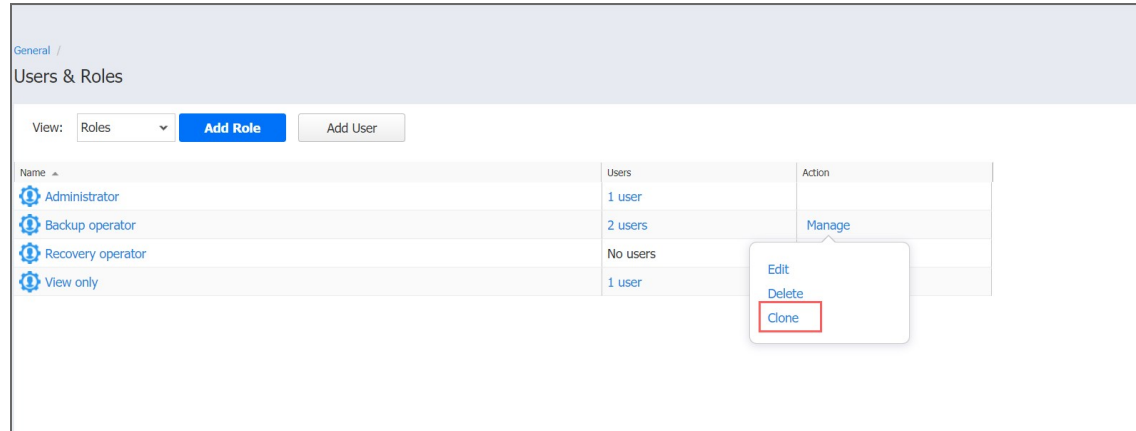 General /
Users & Roles
View: Roles Add Role Add User
Name Users Action
Administrator 1 user
Backup operator 2 users Manage
Recovery operator No users
View only 1 user
Edit
Delete
Clone